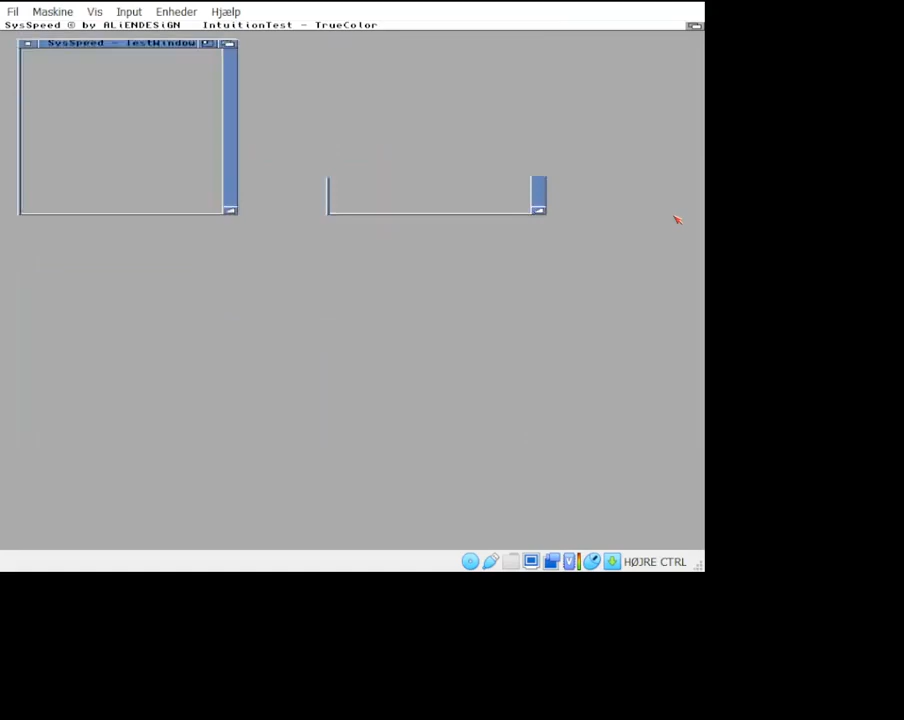 Fil Maskine Vis Input Enheder Hjælp
SysSpeed © by ALiENDESiGN IntuitionTest - TrueColor
SysSpeed - TestWindow
V HØJRE CTRL